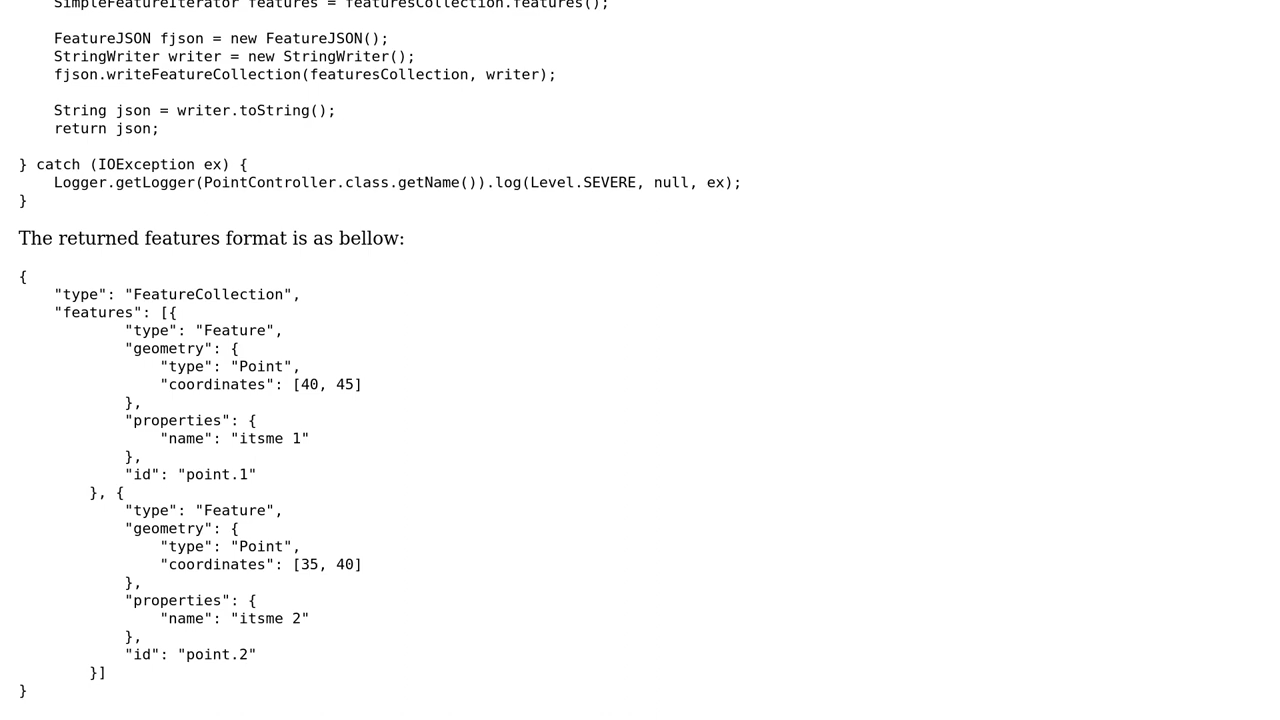 SimpleFeatureIterator features = featuresCollection.features();
    FeatureJSON fjson = new FeatureJSON();
    StringWriter writer = new StringWriter();
    fjson.writeFeatureCollection(featuresCollection, writer);
    String json = writer.toString();
    return json;
} catch (IOException ex) {
    Logger.getLogger(PointController.class.getName()).log(Level.SEVERE, null, ex);
}
The returned features format is as bellow:
{
    "type": "FeatureCollection",
    "features": [{
            "type": "Feature",
            "geometry": {
                "type": "Point",
                "coordinates": [40, 45]
            },
            "properties": {
                "name": "itsme 1"
            },
            "id": "point.1"
        }, {
            "type": "Feature",
            "geometry": {
                "type": "Point",
                "coordinates": [35, 40]
            },
            "properties": {
                "name": "itsme 2"
            },
            "id": "point.2"
        }]
}